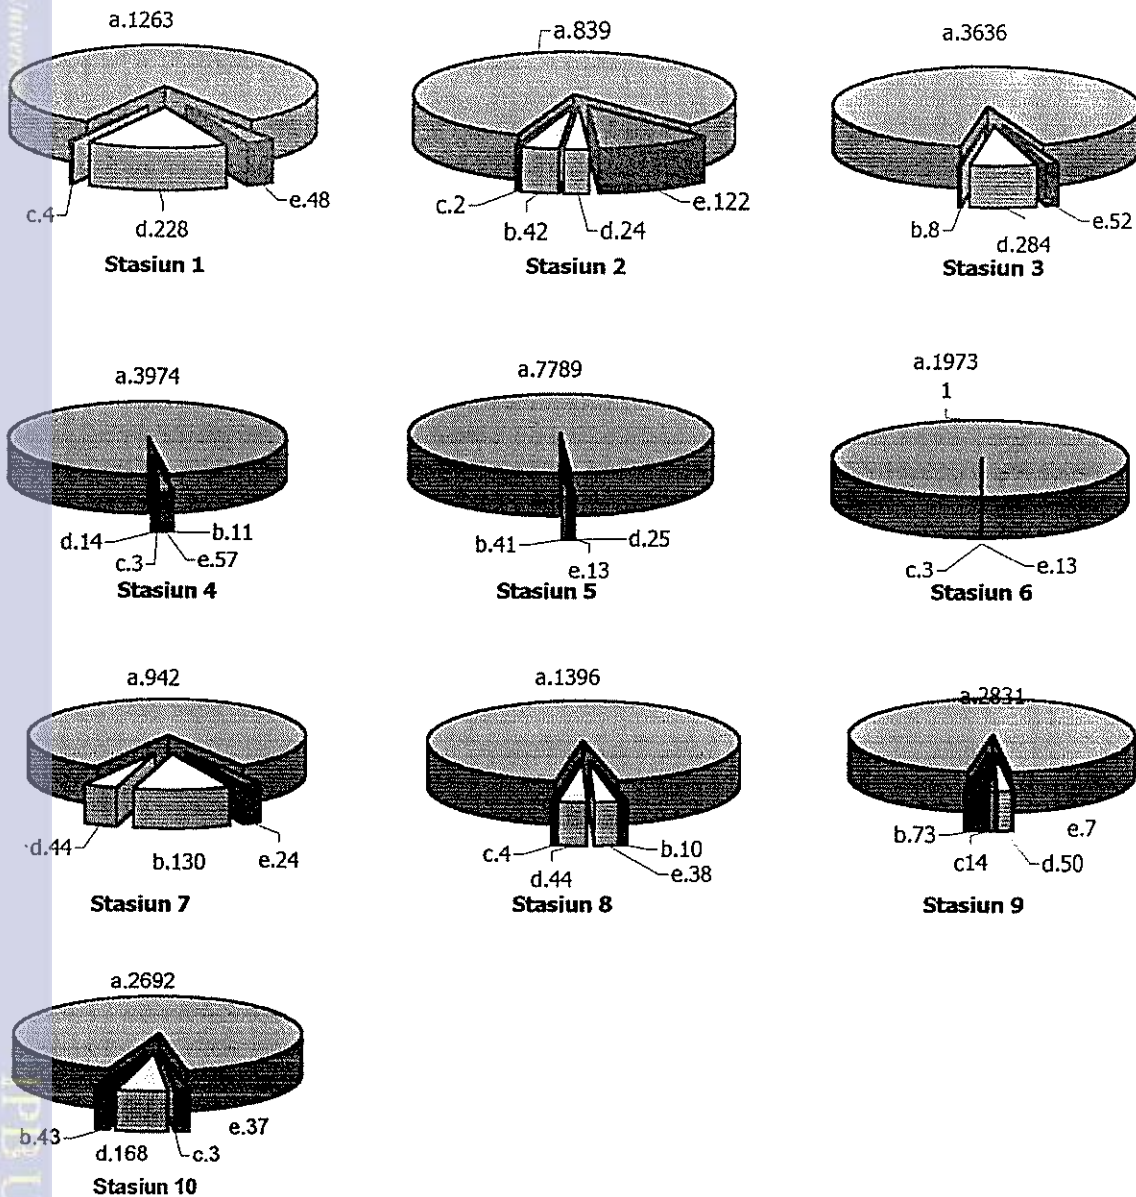 a.1263
c.4
d.228
e.48
Stasiun 1
a.839
c.2
b.42
d.24
e.122
Stasiun 2
a.3636
b.8
d.284
e.52
Stasiun 3
a.3974
d.14
c.3
e.57
b.11
Stasiun 4
a.7789
b.41
e.13
d.25
Stasiun 5
a.1973
1
c.3
e.13
Stasiun 6
a.942
d.44
b.130
e.24
Stasiun 7
a.1396
c.4
d.44
e.38
b.10
Stasiun 8
a.2831
b.73
c14
d.50
e.7
Stasiun 9
a.2692
b.43
d.168
c.3
e.37
Stasiun 10